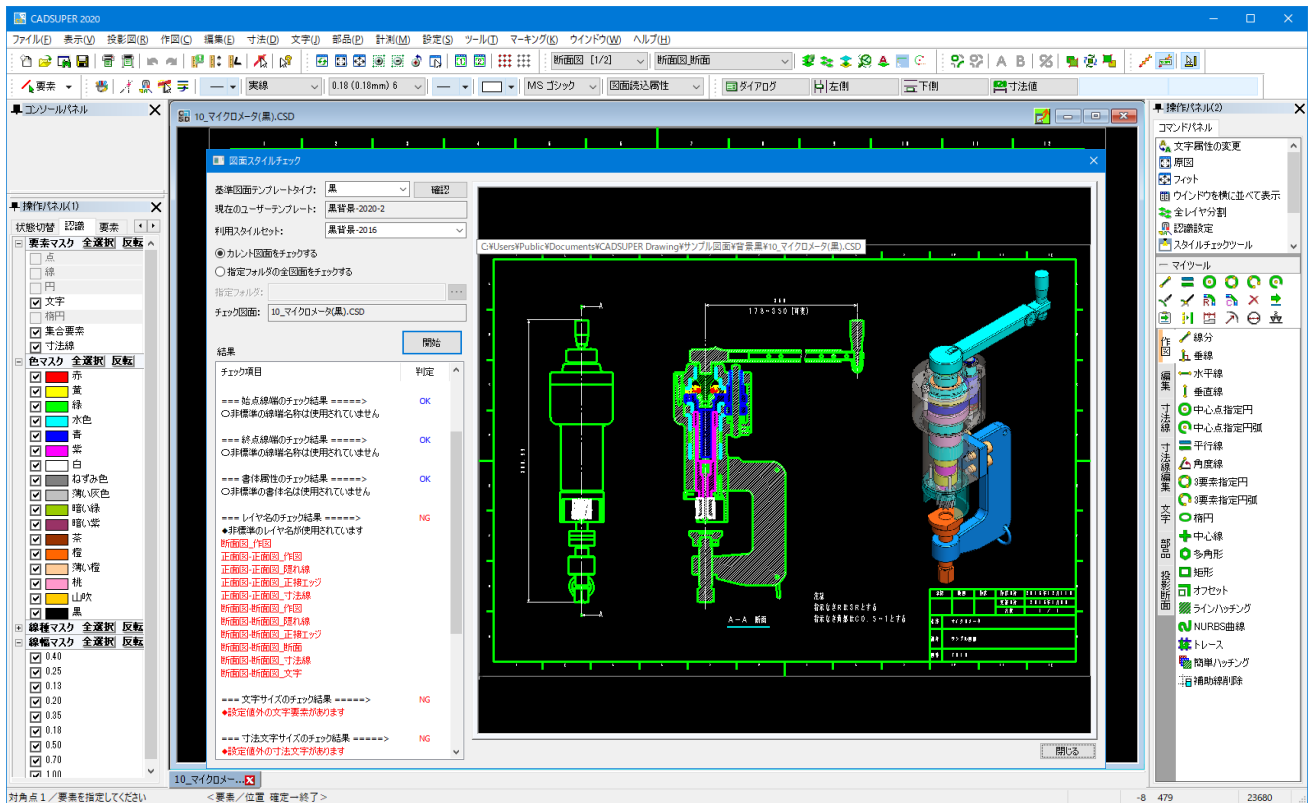 CADSUPER 2020
ファイル(F) 表示(V) 投影図(R) 作図(C) 編集(E) 寸法(D) 文字(J) 部品(P) 計測(M) 設定(S) ツール(T) マーキング(K) ウインドウ(W) ヘルプ(H)
断面図 [1/2] 断面図_断面
要素 実線 0.18 (0.18mm) 6 MS ゴシック 図面読込属性 ダイアログ 左側 下側 寸法値
コンソールパネル
操作パネル(1)
状態切替 認識 要素
要素マスク 全選択 反転
点
線
円
文字
楕円
集合要素
寸法線
色マスク 全選択 反転
赤
黄
緑
水色
青
紫
白
ねずみ色
薄い灰色
暗い緑
暗い紫
茶
橙
薄い橙
桃
山吹
黒
線種マスク 全選択 反転
線幅マスク 全選択 反転
0.40
0.25
0.13
0.20
0.35
0.18
0.50
0.70
1.00
10_マイクロメータ(黒).CSD
図面スタイルチェック
基準図面テンプレートタイプ: 黒 確認
現在のユーザーテンプレート: 黒背景-2020-2
利用スタイルセット: 黒背景-2016
カレント図面をチェックする
指定フォルダの全図面をチェックする
指定フォルダ: ...
チェック図面: 10_マイクロメータ(黒).CSD
開始
結果
チェック項目 判定
=== 始点線端のチェック結果 =====> OK
○非標準の線端名称は使用されていません
=== 終点線端のチェック結果 =====> OK
○非標準の線端名称は使用されていません
=== 書体属性のチェック結果 =====> OK
○非標準の書体名は使用されていません
=== レイヤ名のチェック結果 =====> NG
◆非標準のレイヤ名が使用されています
断面図_作図
正面図-正面図_作図
正面図-正面図_隠れ線
正面図-正面図_正接エッジ
正面図-正面図_寸法線
断面図-断面図_作図
断面図-断面図_隠れ線
断面図-断面図_正接エッジ
断面図-断面図_断面
断面図-断面図_寸法線
断面図-断面図_文字
=== 文字サイズのチェック結果 =====> NG
◆設定値外の文字要素があります
=== 寸法文字サイズのチェック結果 =====> NG
◆設定値外の寸法文字があります
C:¥Users¥Public¥Documents¥CADSUPER Drawing¥サンプル図面¥背景黒¥10_マイクロメータ(黒).CSD
178-350 (可変)
A
A
A-A 断面
注記
指示なきRはSRとする
指示なき角部はC0.5-1とする
閉じる
操作パネル(2)
コマンドパネル
文字属性の変更
原図
フィット
ウインドウを横に並べて表示
全レイヤ分割
認識設定
スタイルチェックツール
マイツール
作図
編集
寸法線
寸法線編集
文字
部品
投影断面
線分
垂線
水平線
垂直線
中心点指定円
中心点指定円弧
平行線
角度線
3要素指定円
3要素指定円弧
楕円
中心線
多角形
矩形
オフセット
ラインハッチング
NURBS曲線
トレース
簡単ハッチング
補助線削除
10_マイクロメー...
対角点1/要素を指定してください <要素/位置 確定ー終了> -8 479 23680